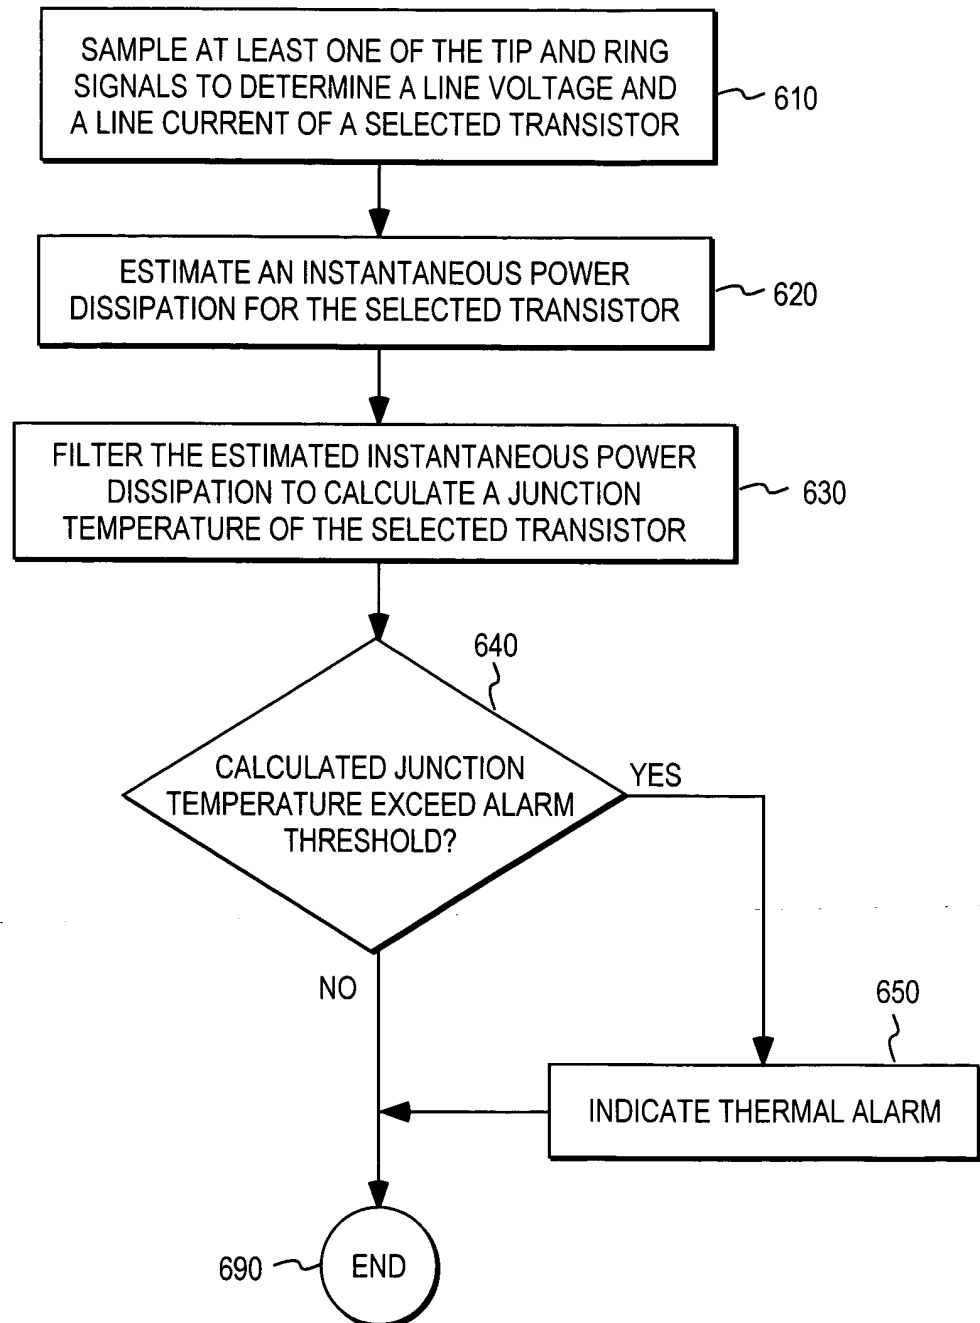 SAMPLE AT LEAST ONE OF THE TIP AND RING
SIGNALS TO DETERMINE A LINE VOLTAGE AND
A LINE CURRENT OF A SELECTED TRANSISTOR
610
ESTIMATE AN INSTANTANEOUS POWER
DISSIPATION FOR THE SELECTED TRANSISTOR
620
FILTER THE ESTIMATED INSTANTANEOUS POWER
DISSIPATION TO CALCULATE A JUNCTION
TEMPERATURE OF THE SELECTED TRANSISTOR
630
640
CALCULATED JUNCTION
TEMPERATURE EXCEED ALARM
THRESHOLD?
YES
NO
650
INDICATE THERMAL ALARM
690
END